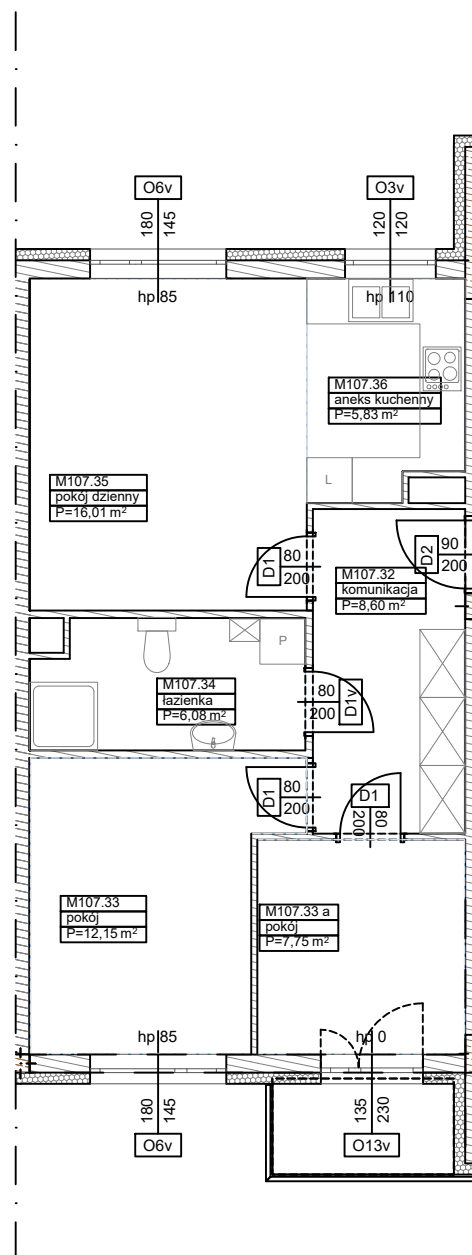 O6v
O3v
180
145
120
120
hp 85
hp 110
M107.36
aneks kuchenny
P=5,83 m²
M107.35
pokój dzienny
P=16,01 m²
L
D1
80
200
D2
90
200
M107.32
komunikacja
P=8,60 m²
P
M107.34
łazienka
P=6,08 m²
80
200
D1v
D1
80
200
D1
80
200
M107.33
pokój
P=12,15 m²
M107.33 a
pokój
P=7,75 m²
hp 85
hp 0
180
145
135
230
O6v
O13v